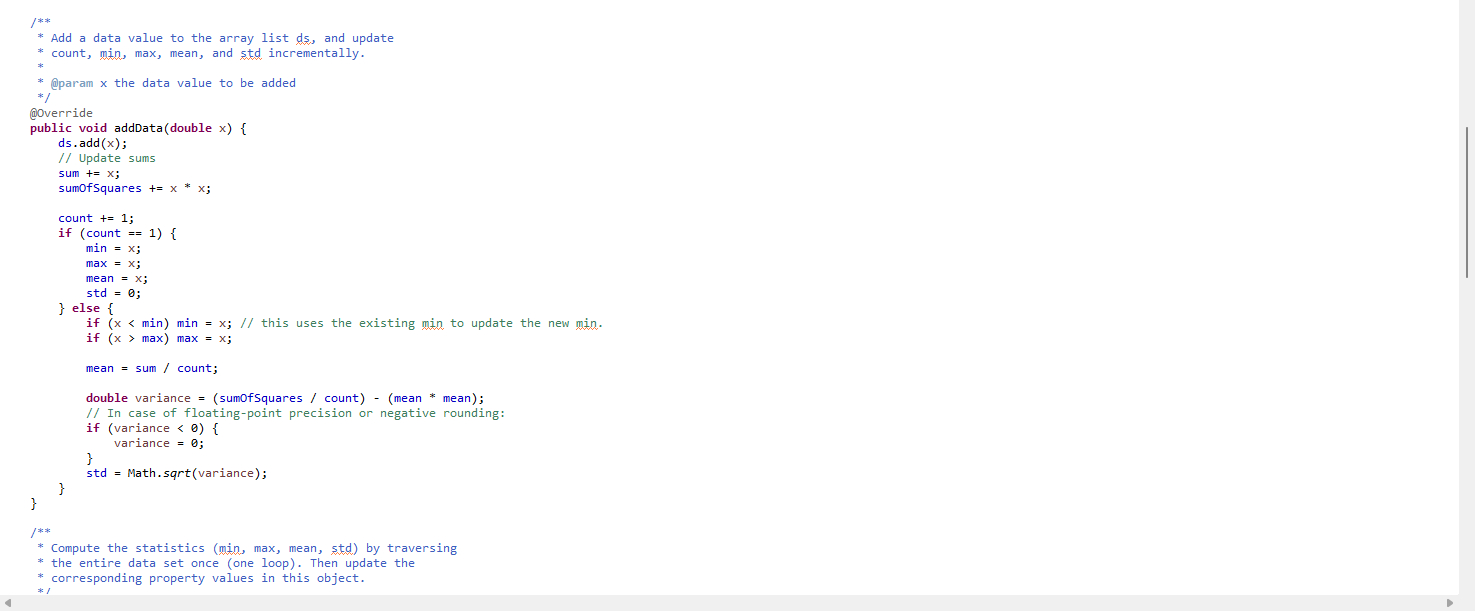 /**
 * Add a data value to the array list ds, and update
 * count, min, max, mean, and std incrementally.
 *
 * @param x the data value to be added
 */
@Override
public void addData(double x) {
    ds.add(x);
    // Update sums
    sum += x;
    sumOfSquares += x * x;

    count += 1;
    if (count == 1) {
        min = x;
        max = x;
        mean = x;
        std = 0;
    } else {
        if (x < min) min = x; // this uses the existing min to update the new min.
        if (x > max) max = x;

        mean = sum / count;

        double variance = (sumOfSquares / count) - (mean * mean);
        // In case of floating-point precision or negative rounding:
        if (variance < 0) {
            variance = 0;
        }
        std = Math.sqrt(variance);
    }
}

/**
 * Compute the statistics (min, max, mean, std) by traversing
 * the entire data set once (one loop). Then update the
 * corresponding property values in this object.
 */